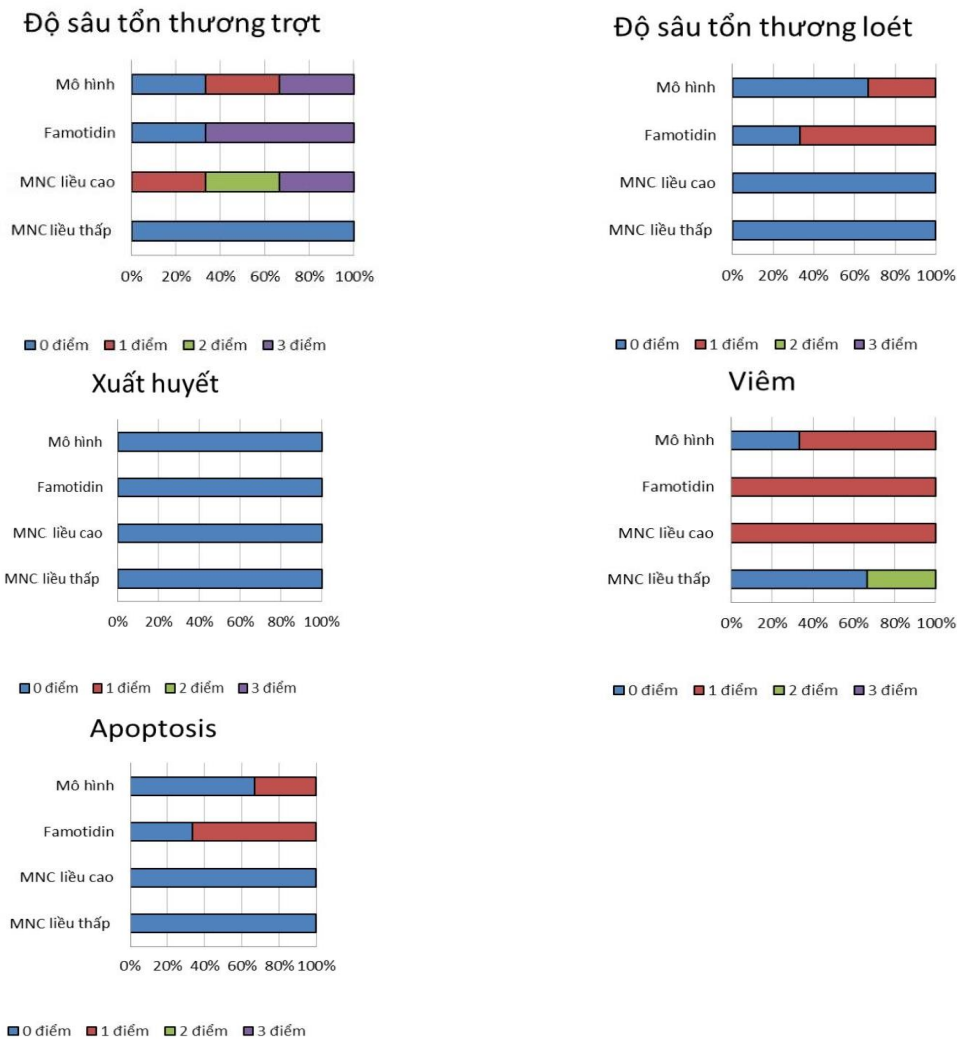 Độ sâu tổn thương trợt
Mô hình
Famotidin
MNC liều cao
MNC liều thấp
0% 20% 40% 60% 80% 100%
0 điểm 1 điểm 2 điểm 3 điểm
Độ sâu tổn thương loét
Mô hình
Famotidin
MNC liều cao
MNC liều thấp
0% 20% 40% 60% 80% 100%
0 điểm 1 điểm 2 điểm 3 điểm
Xuất huyết
Mô hình
Famotidin
MNC liều cao
MNC liều thấp
0% 20% 40% 60% 80% 100%
0 điểm 1 điểm 2 điểm 3 điểm
Viêm
Mô hình
Famotidin
MNC liều cao
MNC liều thấp
0% 20% 40% 60% 80% 100%
0 điểm 1 điểm 2 điểm 3 điểm
Apoptosis
Mô hình
Famotidin
MNC liều cao
MNC liều thấp
0% 20% 40% 60% 80% 100%
0 điểm 1 điểm 2 điểm 3 điểm